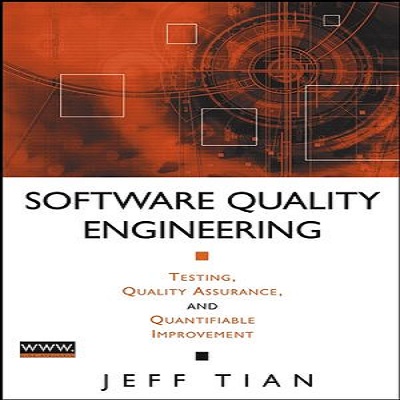 SOFTWARE QUALITY
ENGINEERING
TESTING,
QUALITY ASSURANCE,
AND
QUANTIFIABLE
IMPROVEMENT
www.
JEFF TIAN